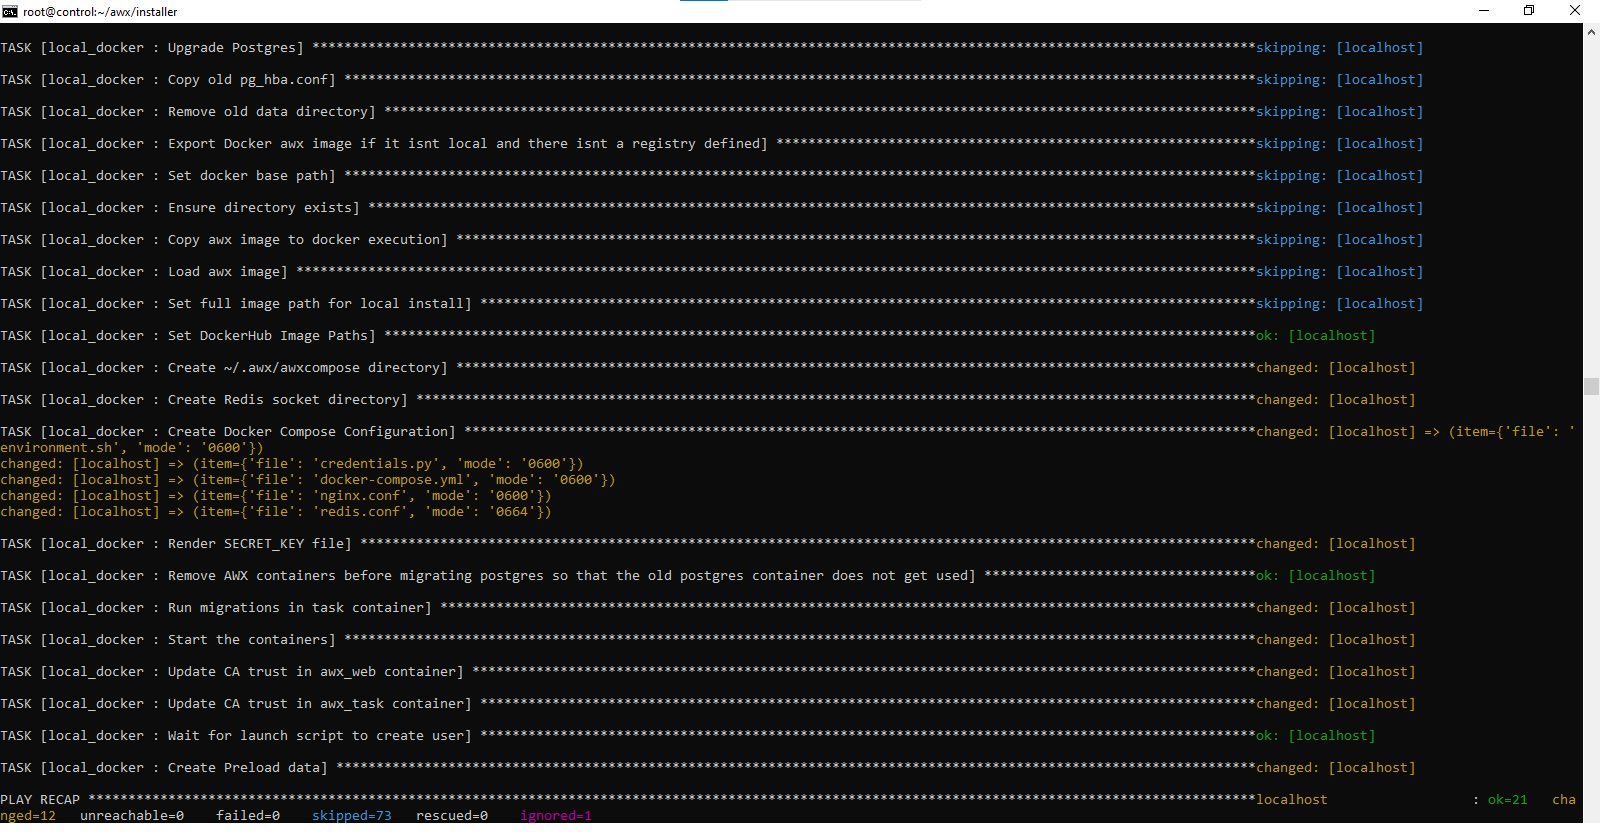 root@control:~/awx/installer
TASK [local_docker : Upgrade Postgres] **********************************************************************************************************************skipping: [localhost]
TASK [local_docker : Copy old pg_hba.conf] ******************************************************************************************************************skipping: [localhost]
TASK [local_docker : Remove old data directory] *************************************************************************************************************skipping: [localhost]
TASK [local_docker : Export Docker awx image if it isnt local and there isnt a registry defined] ************************************************************skipping: [localhost]
TASK [local_docker : Set docker base path] ******************************************************************************************************************skipping: [localhost]
TASK [local_docker : Ensure directory exists] ***************************************************************************************************************skipping: [localhost]
TASK [local_docker : Copy awx image to docker execution] ****************************************************************************************************skipping: [localhost]
TASK [local_docker : Load awx image] ************************************************************************************************************************skipping: [localhost]
TASK [local_docker : Set full image path for local install] *************************************************************************************************skipping: [localhost]
TASK [local_docker : Set DockerHub Image Paths] *************************************************************************************************************ok: [localhost]
TASK [local_docker : Create ~/.awx/awxcompose directory] ****************************************************************************************************changed: [localhost]
TASK [local_docker : Create Redis socket directory] *********************************************************************************************************changed: [localhost]
TASK [local_docker : Create Docker Compose Configuration] ***************************************************************************************************changed: [localhost] => (item={'file': '
environment.sh', 'mode': '0600'})
changed: [localhost] => (item={'file': 'credentials.py', 'mode': '0600'})
changed: [localhost] => (item={'file': 'docker-compose.yml', 'mode': '0600'})
changed: [localhost] => (item={'file': 'nginx.conf', 'mode': '0600'})
changed: [localhost] => (item={'file': 'redis.conf', 'mode': '0664'})
TASK [local_docker : Render SECRET_KEY file] ****************************************************************************************************************changed: [localhost]
TASK [local_docker : Remove AWX containers before migrating postgres so that the old postgres container does not get used] **********************************ok: [localhost]
TASK [local_docker : Run migrations in task container] ******************************************************************************************************changed: [localhost]
TASK [local_docker : Start the containers] ******************************************************************************************************************changed: [localhost]
TASK [local_docker : Update CA trust in awx_web container] **************************************************************************************************changed: [localhost]
TASK [local_docker : Update CA trust in awx_task container] *************************************************************************************************changed: [localhost]
TASK [local_docker : Wait for launch script to create user] *************************************************************************************************ok: [localhost]
TASK [local_docker : Create Preload data] *******************************************************************************************************************changed: [localhost]
PLAY RECAP **************************************************************************************************************************************************localhost                  : ok=21   cha
nged=12   unreachable=0    failed=0    skipped=73   rescued=0    ignored=1